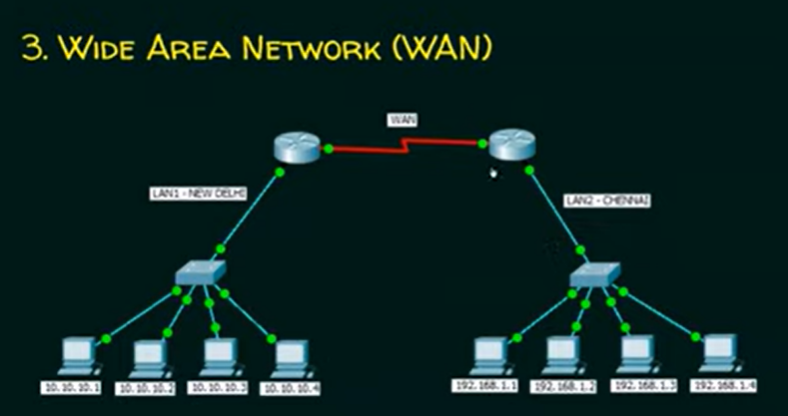 3. WIDE AREA NETWORK (WAN)
WAN
LAN1 - NEW DELHI
LAN2 - CHENNAI
10.10.10.1
10.10.10.2
10.10.10.3
10.10.10.4
192.168.1.1
192.168.1.2
192.168.1.3
192.168.1.4